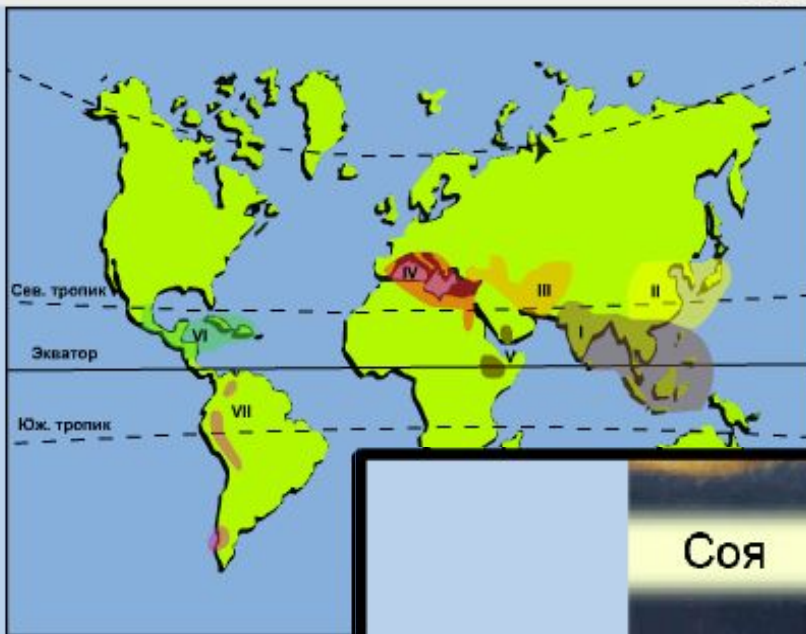 Сев. тропик
Экватор
Юж. тропик
I
II
III
IV
V
VI
VII
Соя